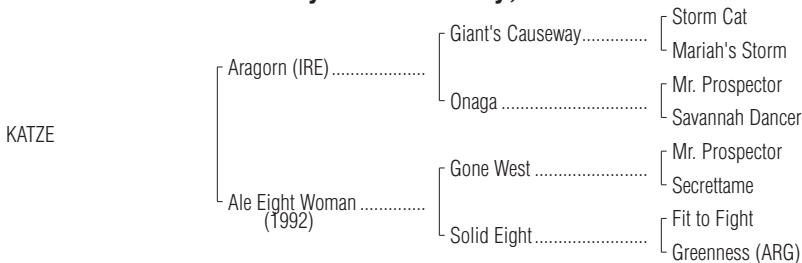 Storm Cat
Giant's Causeway..............
Mariah's Storm
Aragorn (IRE)....................
Mr. Prospector
Onaga ...............................
Savannah Dancer
KATZE
Mr. Prospector
Gone West ........................
Secrettame
Ale Eight Woman ..............
(1992)
Fit to Fight
Solid Eight........................
Greenness (ARG)